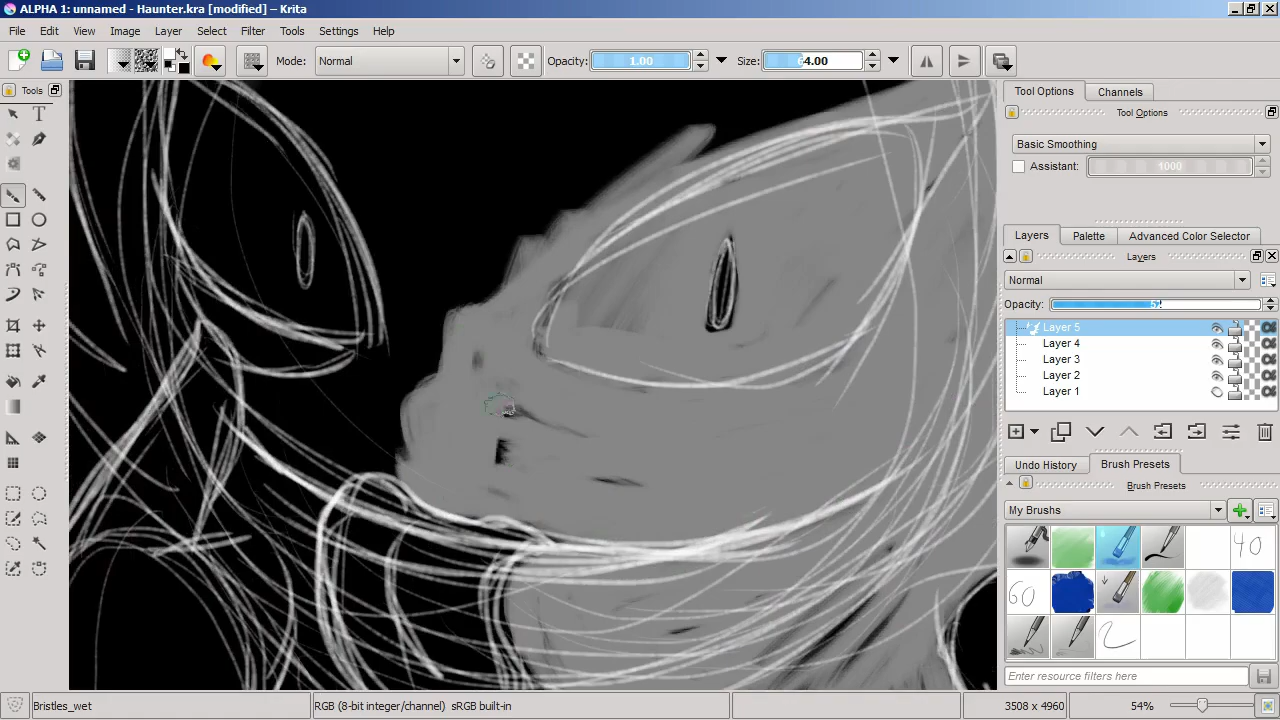 ALPHA 1: unnamed - Haunter.kra [modified] – Krita
File Edit View Image Layer Select Filter Tools Settings Help
Mode: Normal Opacity: 1.00 Size: 64.00
Tools
Tool Options Channels
Tool Options
Basic Smoothing
Assistant: 1000
Layers Palette Advanced Color Selector
Layers
Normal
Opacity:
Layer 5
Layer 4
Layer 3
Layer 2
Layer 1
Undo History Brush Presets
Brush Presets
My Brushes
40
60
Enter resource filters here
Bristles_wet RGB (8-bit integer/channel) sRGB built-in 3508 x 4960 54%